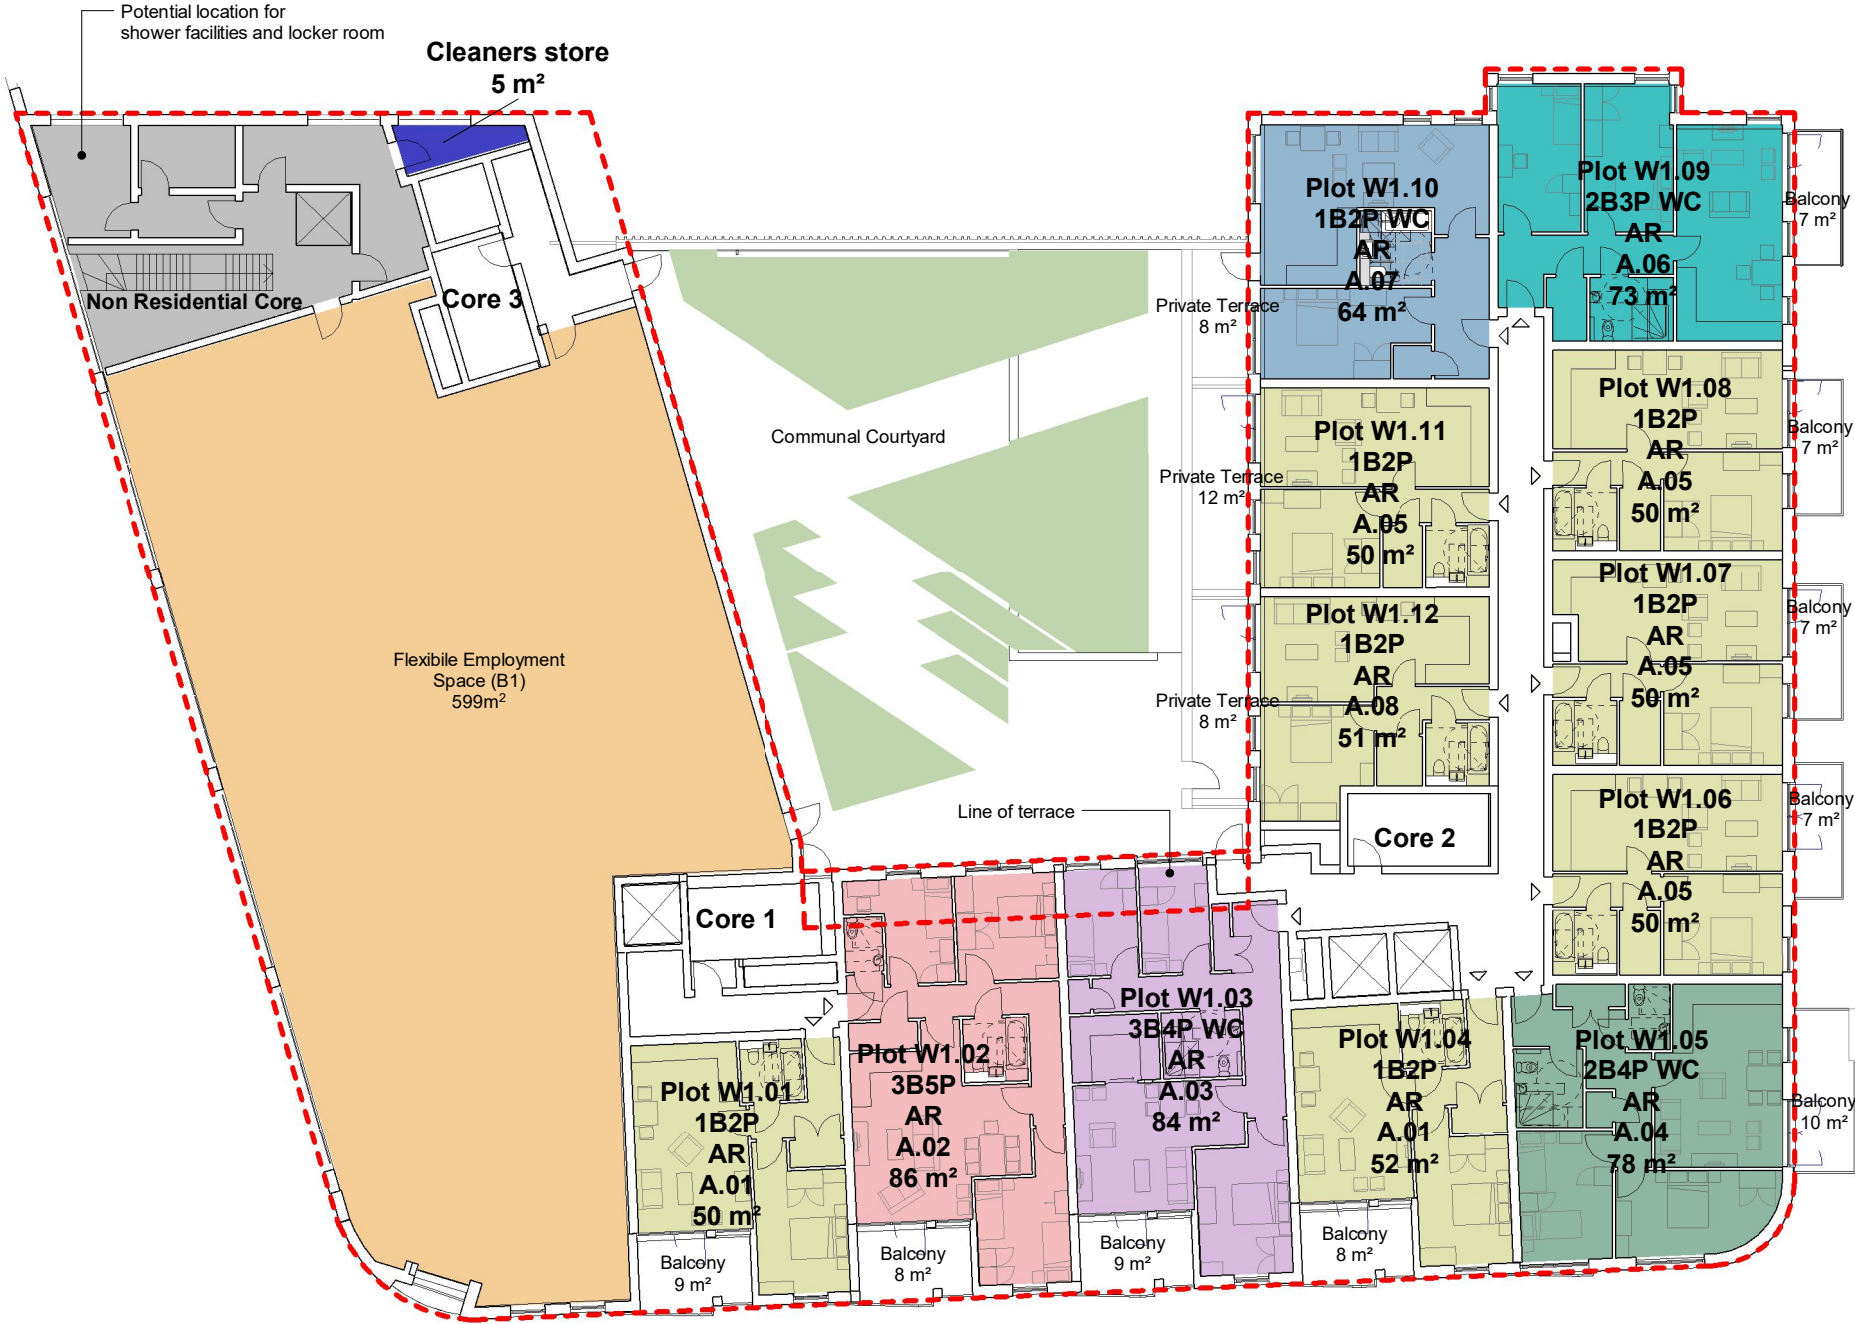 Potential location for
shower facilities and locker room
Cleaners store
5 m²
Non Residential Core
Core 3
Flexibile Employment
Space (B1)
599m²
Communal Courtyard
Line of terrace
Private Terrace
8 m²
Private Terrace
12 m²
Private Terrace
8 m²
Plot W1.10
1B2P WC
AR
A.07
64 m²
Plot W1.09
2B3P WC
AR
A.06
73 m²
Balcony
7 m²
Plot W1.11
1B2P
AR
A.05
50 m²
Plot W1.08
1B2P
AR
A.05
50 m²
Balcony
7 m²
Plot W1.12
1B2P
AR
A.08
51 m²
Plot W1.07
1B2P
AR
A.05
50 m²
Balcony
7 m²
Core 2
Plot W1.06
1B2P
AR
A.05
50 m²
Balcony
7 m²
Core 1
Plot W1.01
1B2P
AR
A.01
50 m²
Balcony
9 m²
Plot W1.02
3B5P
AR
A.02
86 m²
Balcony
8 m²
Plot W1.03
3B4P WC
AR
A.03
84 m²
Balcony
9 m²
Plot W1.04
1B2P
AR
A.01
52 m²
Balcony
8 m²
Plot W1.05
2B4P WC
AR
A.04
78 m²
Balcony
10 m²